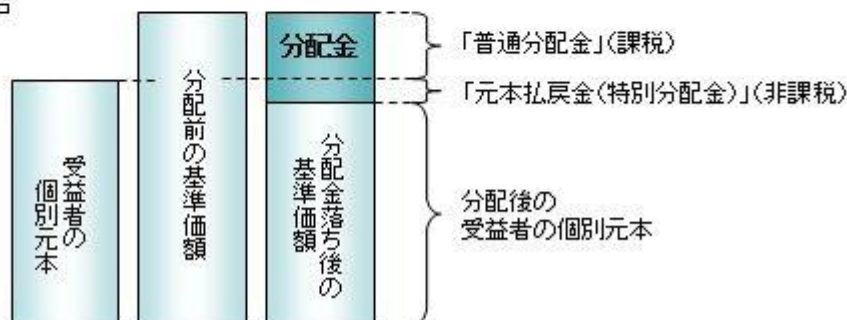 受益者の
個別元本
分配前の基準価額
分配金
分配金落ち後の
基準価額
「普通分配金」(課税)
「元本払戻金(特別分配金)」(非課税)
分配後の
受益者の個別元本